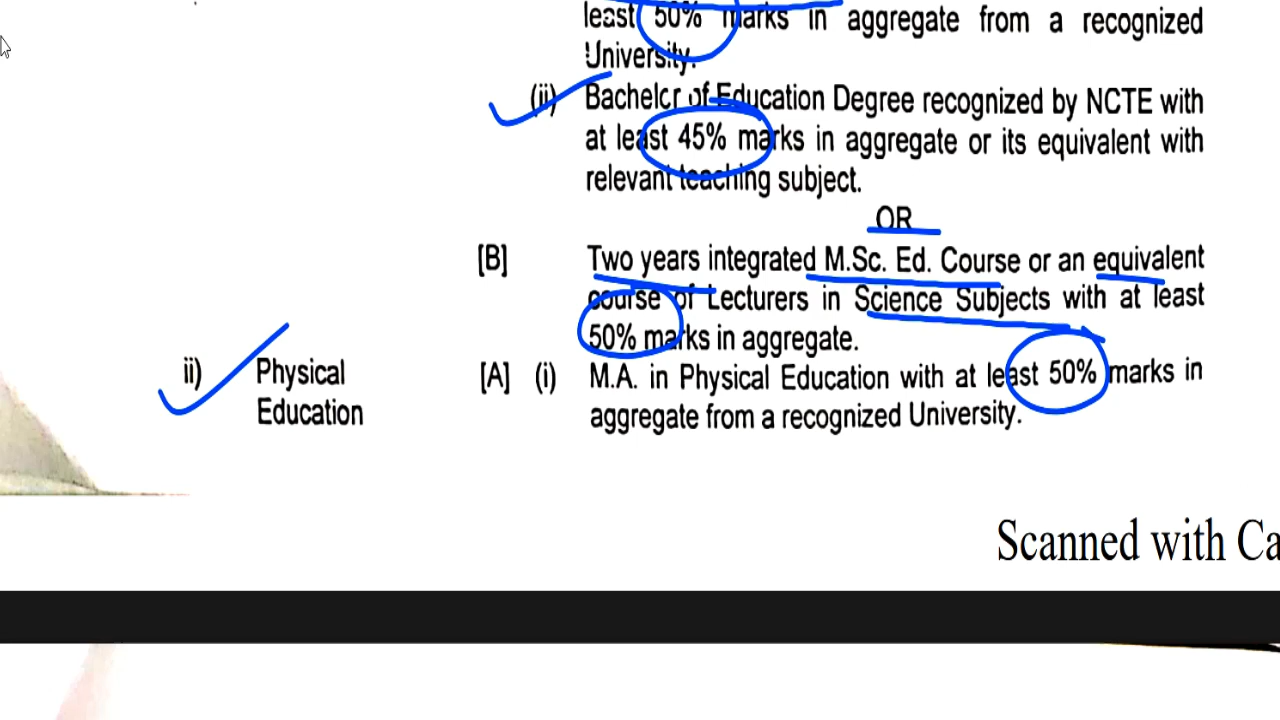 least 50% marks in aggregate from a recognized
University.
(ii) Bachelor of Education Degree recognized by NCTE with
at least 45% marks in aggregate or its equivalent with
relevant teaching subject.
OR
[B] Two years integrated M.Sc. Ed. Course or an equivalent
course of Lecturers in Science Subjects with at least
50% marks in aggregate.
ii) Physical [A] (i) M.A. in Physical Education with at least 50% marks in
Education aggregate from a recognized University.
Scanned with Ca